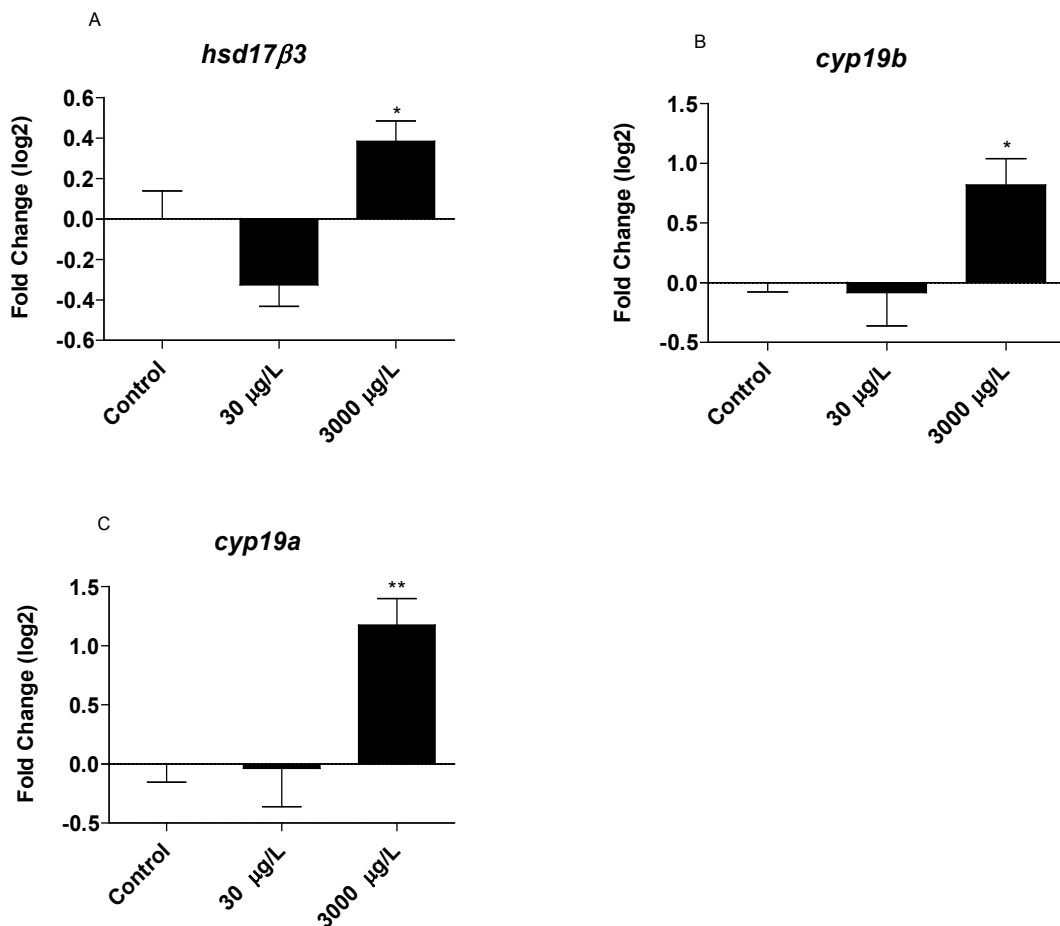 A
hsd17β3
Fold Change (log2)
0.6
0.4
0.2
0.0
-0.2
-0.4
-0.6
*
Control
30 µg/L
3000 µg/L
B
cyp19b
Fold Change (log2)
1.5
1.0
0.5
0.0
-0.5
*
Control
30 µg/L
3000 µg/L
C
cyp19a
Fold Change (log2)
1.5
1.0
0.5
0.0
-0.5
**
Control
30 µg/L
3000 µg/L